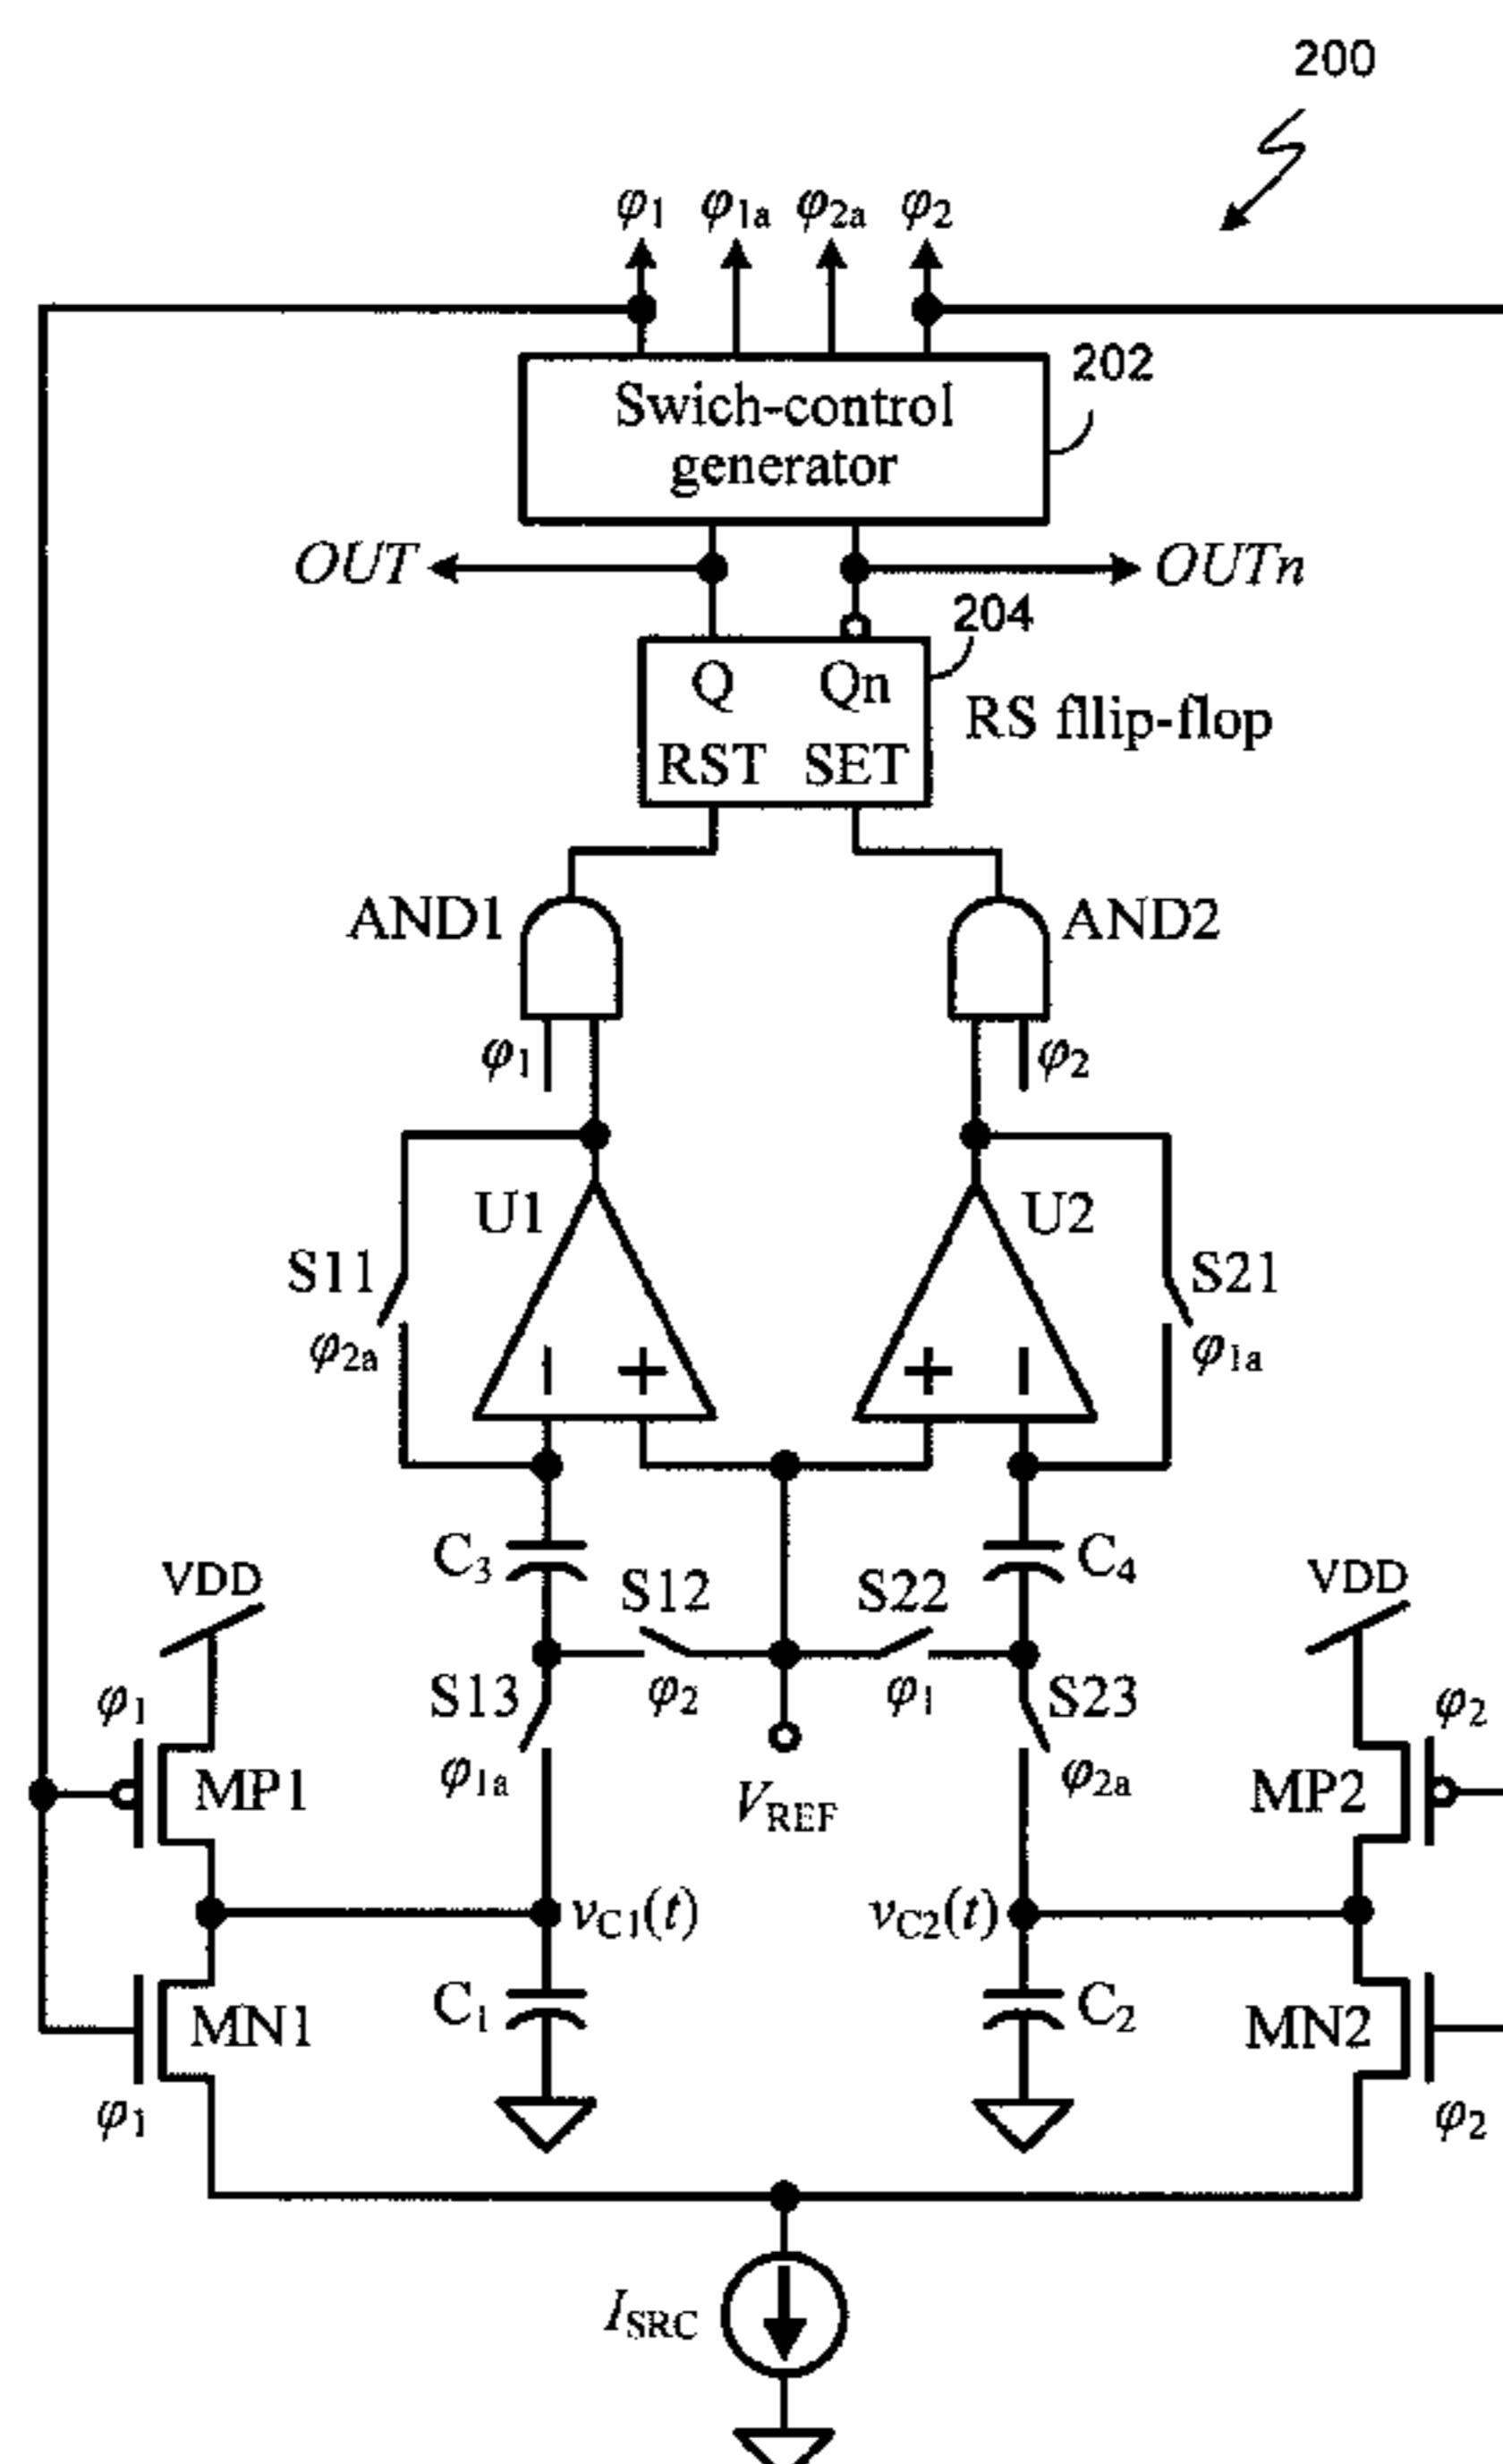 200
φ1 φ1a φ2a φ2
202
Swich-control
generator
OUT OUTn
204
Q Qn
RS fllip-flop
RST SET
AND1 AND2
φ1 φ2
U1 U2
S11 S21
φ2a φ1a
− + + −
C3 C4
VDD S12 S22 VDD
φ1 S13 φ2 φ1 S23 φ2
MP1 φ1a VREF φ2a MP2
vC1(t) vC2(t)
MN1 C1 C2 MN2
φ1 φ2
ISRC